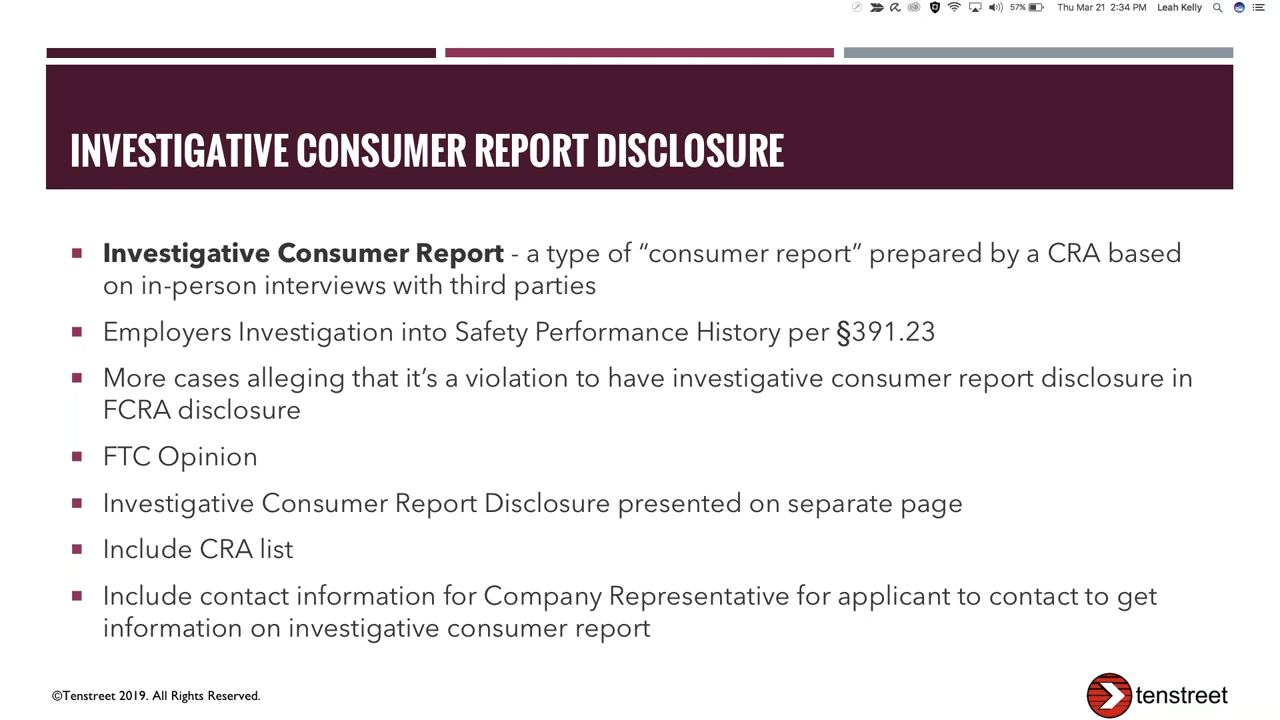 57% Thu Mar 21 2:34 PM Leah Kelly
INVESTIGATIVE CONSUMER REPORT DISCLOSURE
Investigative Consumer Report - a type of “consumer report” prepared by a CRA based
on in-person interviews with third parties
Employers Investigation into Safety Performance History per §391.23
More cases alleging that it’s a violation to have investigative consumer report disclosure in
FCRA disclosure
FTC Opinion
Investigative Consumer Report Disclosure presented on separate page
Include CRA list
Include contact information for Company Representative for applicant to contact to get
information on investigative consumer report
©Tenstreet 2019. All Rights Reserved.
tenstreet